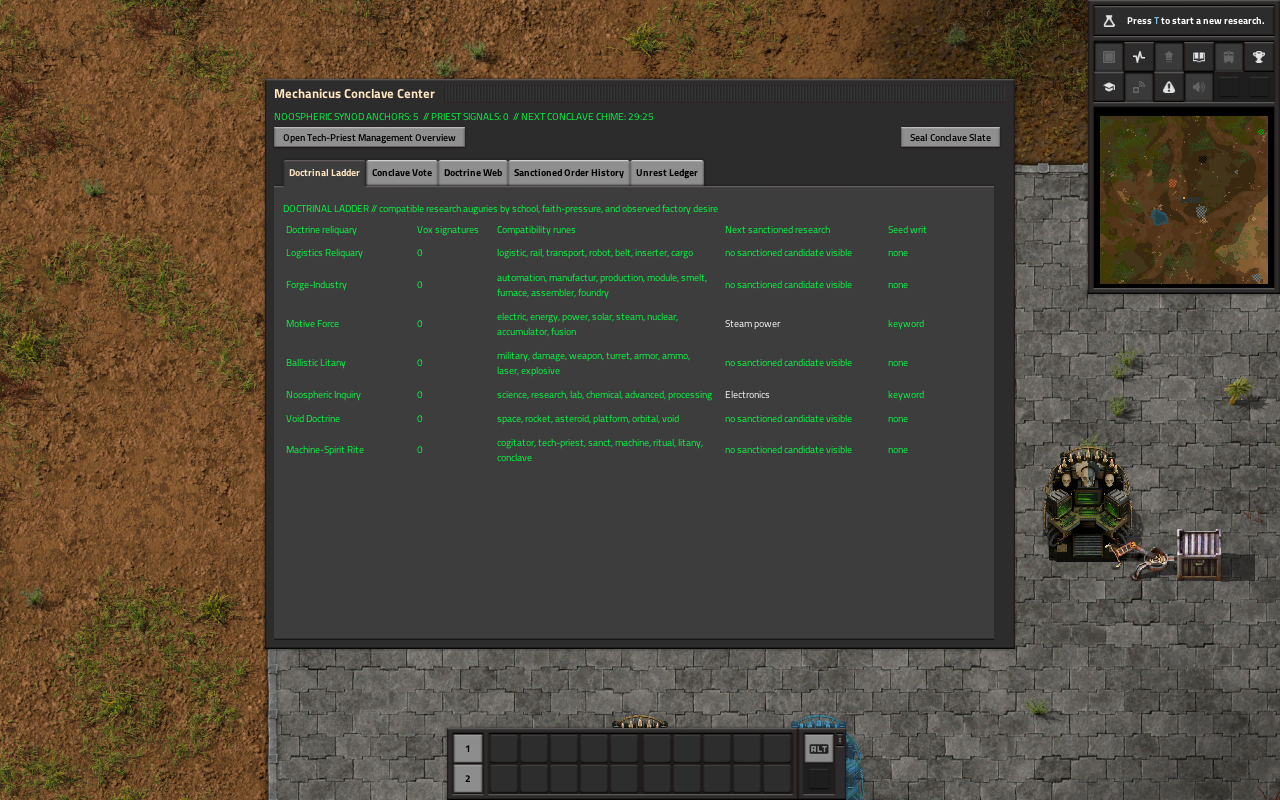 Press T to start a new research.
Mechanicus Conclave Center
NOOSPHERIC SYNOD ANCHORS: 5 // PRIEST SIGNALS: 0 // NEXT CONCLAVE CHIME: 29:25
Open Tech-Priest Management Overview
Seal Conclave Slate
Doctrinal Ladder
Conclave Vote
Doctrine Web
Sanctioned Order History
Unrest Ledger
DOCTRINAL LADDER // compatible research auguries by school, faith-pressure, and observed factory desire
Doctrine reliquary Vox signatures Compatibility runes Next sanctioned research Seed writ
Logistics Reliquary 0 logistic, rail, transport, robot, belt, inserter, cargo no sanctioned candidate visible none
Forge-Industry 0 automation, manufactur, production, module, smelt,
furnace, assembler, foundry no sanctioned candidate visible none
Motive Force 0 electric, energy, power, solar, steam, nuclear,
accumulator, fusion Steam power keyword
Ballistic Litany 0 military, damage, weapon, turret, armor, ammo,
laser, explosive no sanctioned candidate visible none
Noospheric Inquiry 0 science, research, lab, chemical, advanced, processing Electronics keyword
Void Doctrine 0 space, rocket, asteroid, platform, orbital, void no sanctioned candidate visible none
Machine-Spirit Rite 0 cogitator, tech-priest, sanct, machine, ritual, litany,
conclave no sanctioned candidate visible none
1
2
ALT